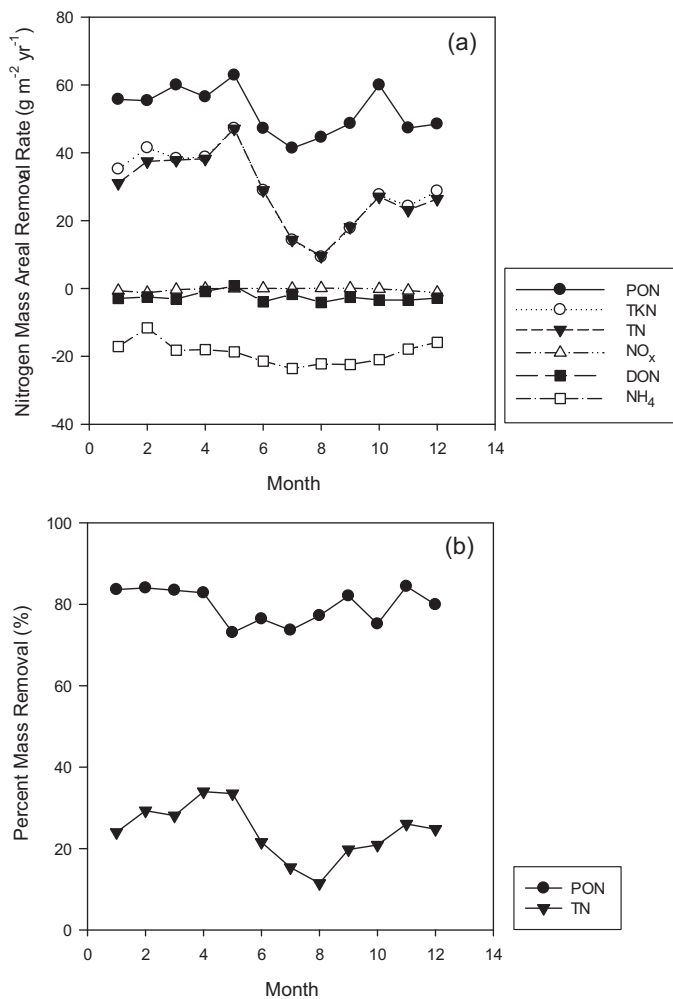 (a)
Nitrogen Mass Areal Removal Rate (g m⁻² yr⁻¹)
80
60
40
20
0
-20
-40
0 2 4 6 8 10 12 14
Month
PON
TKN
TN
NOₓ
DON
NH₄
(b)
Percent Mass Removal (%)
100
80
60
40
20
0
0 2 4 6 8 10 12 14
Month
PON
TN